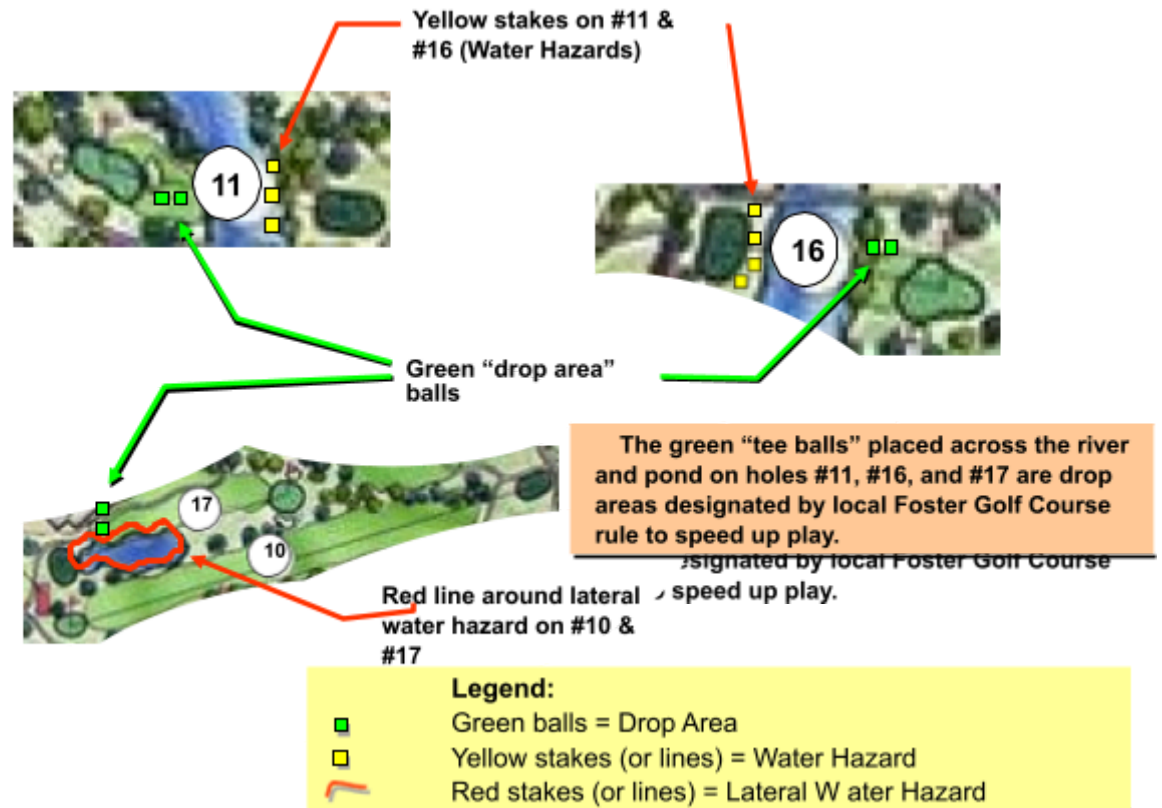 Yellow stakes on #11 &
#16 (Water Hazards)
11
16
Green “drop area”
balls
The green “tee balls” placed across the river
and pond on holes #11, #16, and #17 are drop
areas designated by local Foster Golf Course
rule to speed up play.
designated by local Foster Golf Course
speed up play.
17
10
Red line around lateral
water hazard on #10 &
#17
Legend:
Green balls = Drop Area
Yellow stakes (or lines) = Water Hazard
Red stakes (or lines) = Lateral W ater Hazard